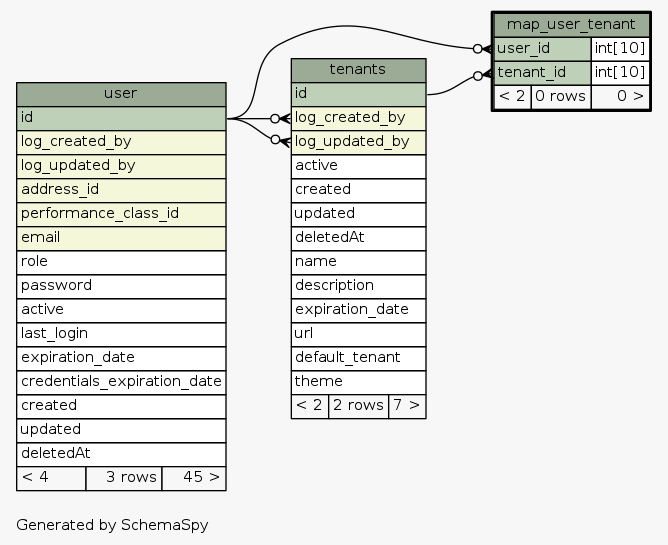 map_user_tenant
user_id int[10]
tenant_id int[10]
< 2 0 rows 0 >
tenants
id
log_created_by
log_updated_by
active
created
updated
deletedAt
name
description
expiration_date
url
default_tenant
theme
< 2 2 rows 7 >
user
id
log_created_by
log_updated_by
address_id
performance_class_id
email
role
password
active
last_login
expiration_date
credentials_expiration_date
created
updated
deletedAt
< 4 3 rows 45 >
Generated by SchemaSpy